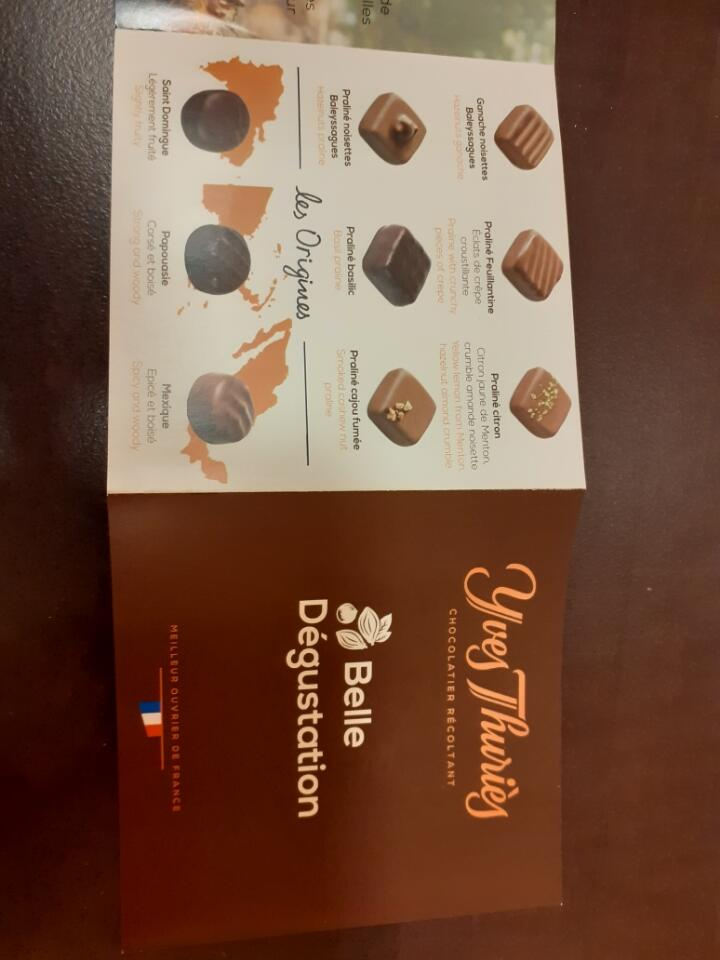 de
lles
s
ur
Ganache noisettes
Baleyssagues
Hazelnuts ganache
Praliné Feuillantine
Éclats de crêpe
croustillante
Praline with crunchy
pieces of crepe
Praliné citron
Citron jaune de Menton,
crumble amande noisette
Yellow lemon from Menton,
hazelnut almond crumble
Praliné noisettes
Baleyssagues
Hazelnuts praline
Praliné basilic
Basil praline
Praliné cajou fumée
Smoked cashew nut
praline
les Origines
Saint Domingue
Légèrement fruité
Slightly fruity
Papouasie
Corsé et boisé
Strong and woody
Mexique
Epicé et boisé
Spicy and woody
Yves Thuriès
CHOCOLATIER RÉCOLTANT
Belle
Dégustation
MEILLEUR OUVRIER DE FRANCE